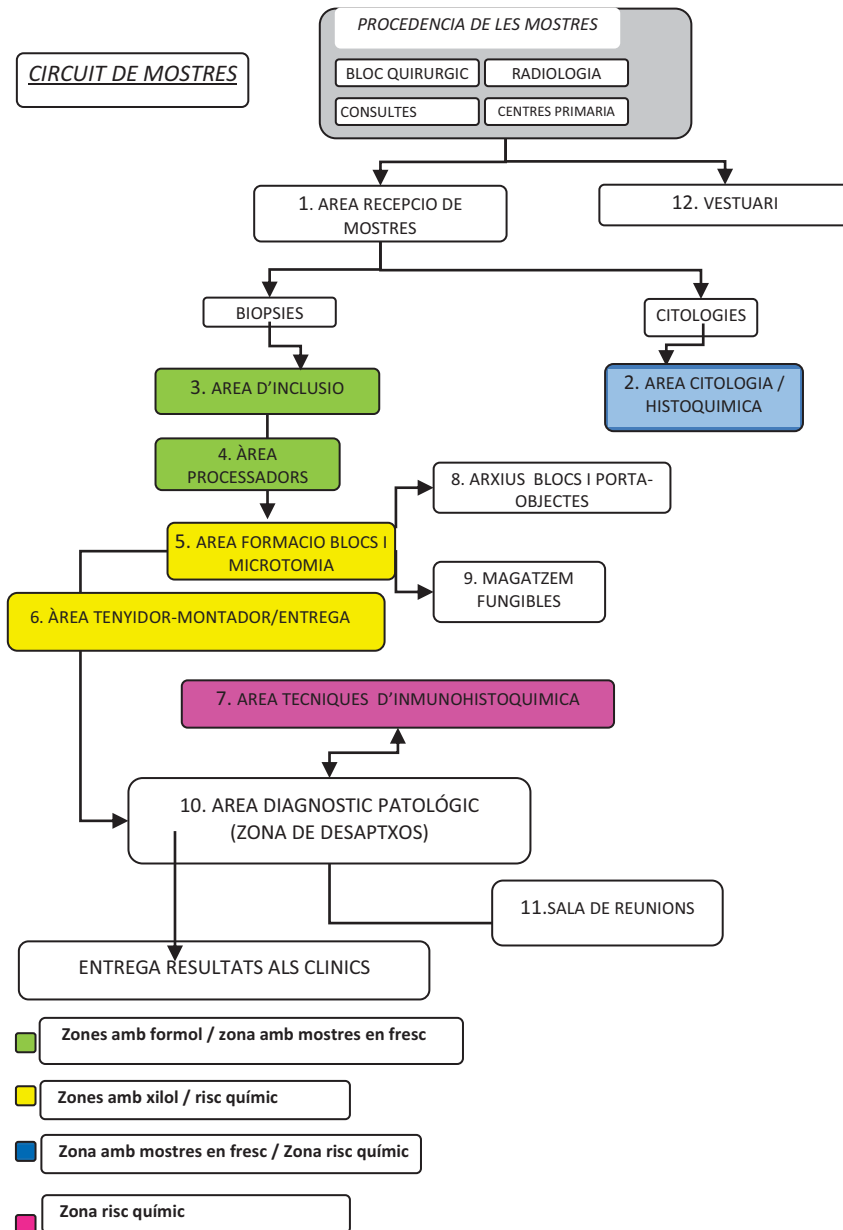 PROCEDENCIA DE LES MOSTRES
CIRCUIT DE MOSTRES
BLOC QUIRURGIC
RADIOLOGIA
CONSULTES
CENTRES PRIMARIA
1. AREA RECEPCIO DE
MOSTRES
12. VESTUARI
BIOPSIES
CITOLOGIES
3. AREA D’INCLUSIO
2. AREA CITOLOGIA /
HISTOQUIMICA
4. ÀREA
PROCESSADORS
8. ARXIUS BLOCS I PORTA-
OBJECTES
5. AREA FORMACIO BLOCS I
MICROTOMIA
9. MAGATZEM
FUNGIBLES
6. ÀREA TENYIDOR-MONTADOR/ENTREGA
7. AREA TECNIQUES D’INMUNOHISTOQUIMICA
10. AREA DIAGNOSTIC PATOLÓGIC
(ZONA DE DESAPTXOS)
11.SALA DE REUNIONS
ENTREGA RESULTATS ALS CLINICS
Zones amb formol / zona amb mostres en fresc
Zones amb xilol / risc químic
Zona amb mostres en fresc / Zona risc químic
Zona risc químic